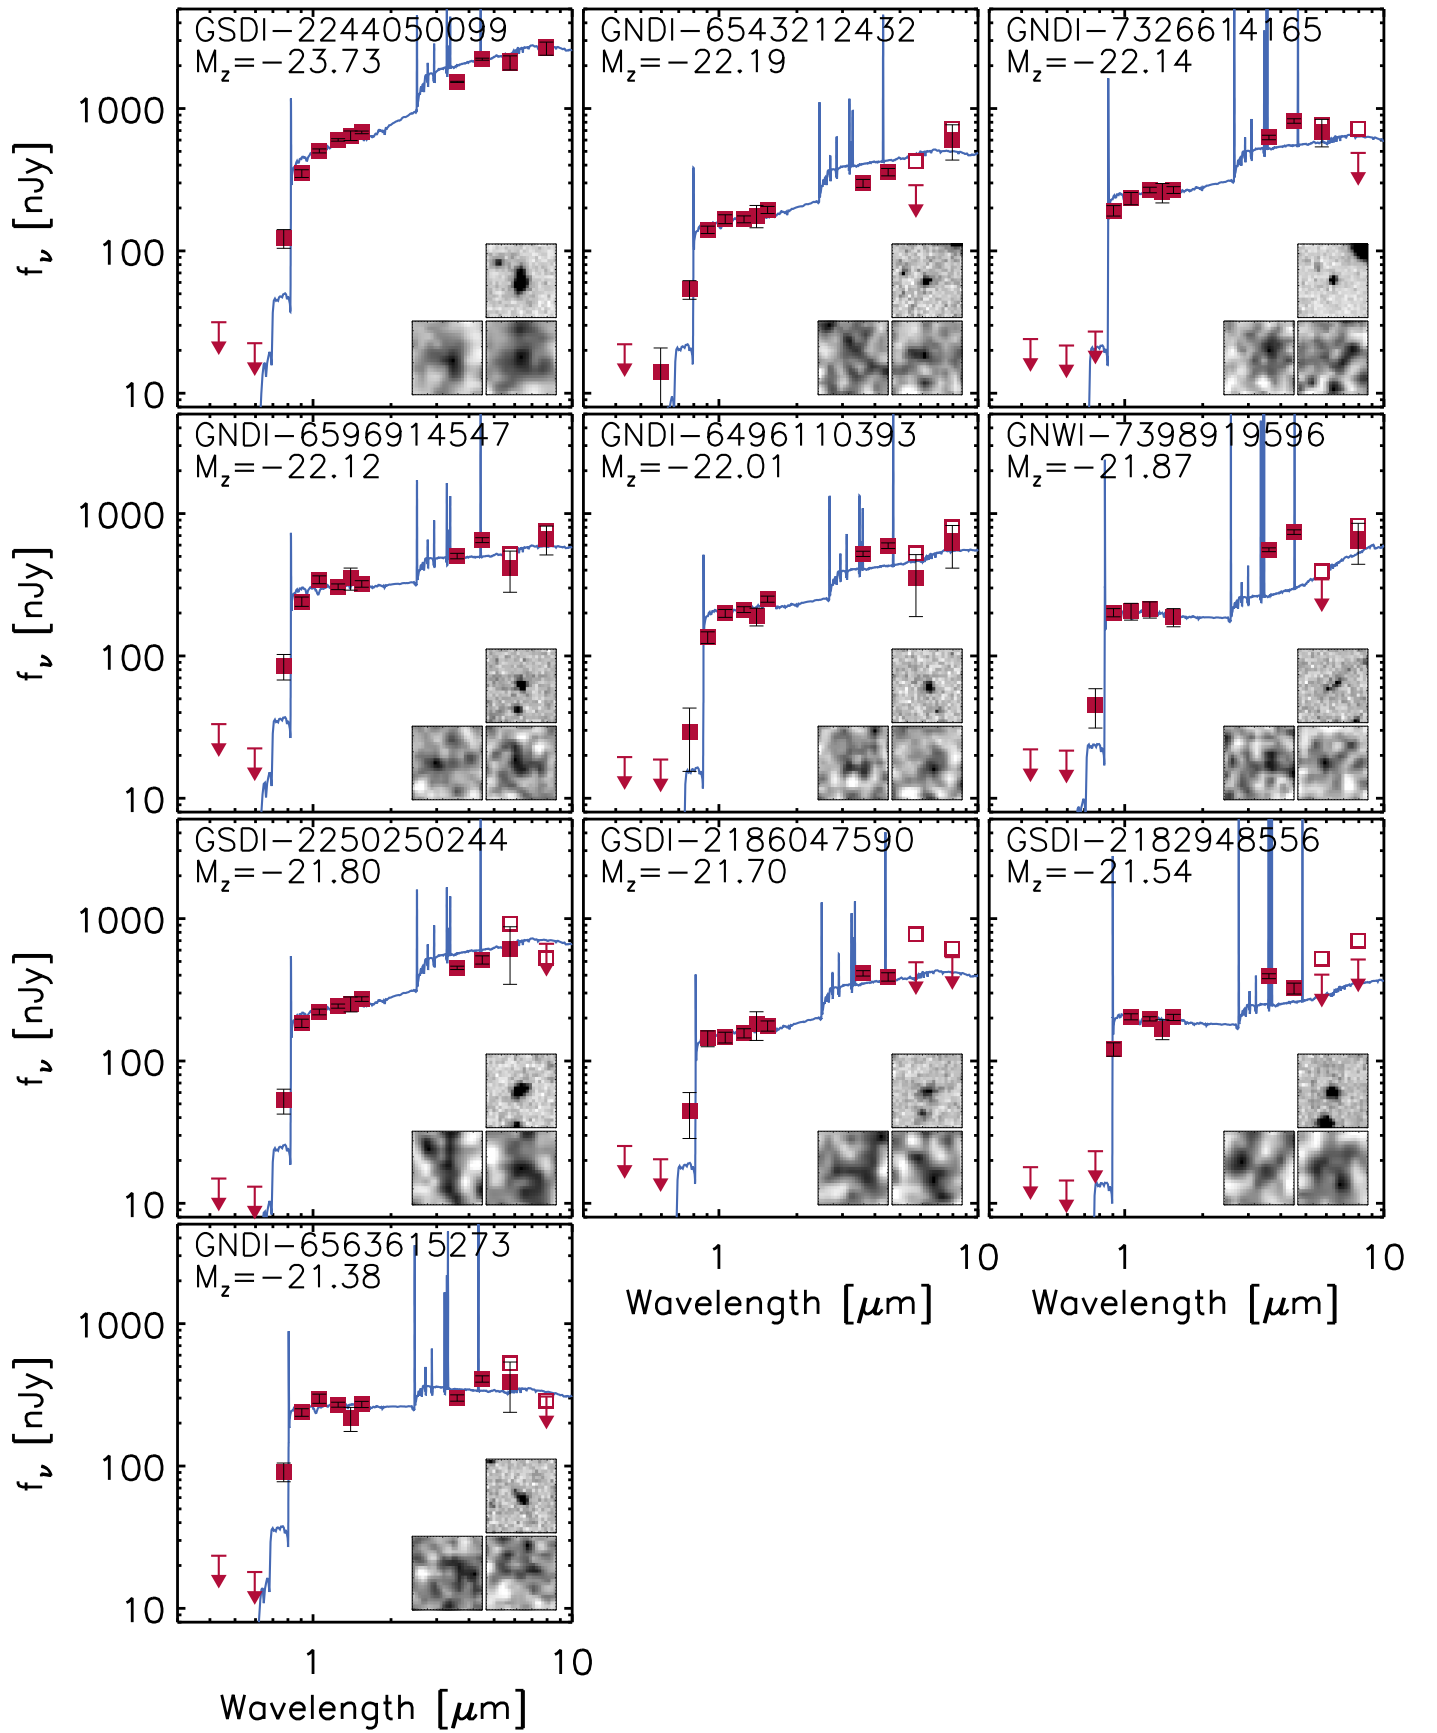 GSDI-2244050099
M_z=-23.73
GNDI-6543212432
M_z=-22.19
GNDI-7326614165
M_z=-22.14
1000
100
10
f_ν [nJy]
GNDI-6596914547
M_z=-22.12
GNDI-6496110393
M_z=-22.01
GNWI-7398919596
M_z=-21.87
1000
100
10
f_ν [nJy]
GSDI-2250250244
M_z=-21.80
GSDI-2186047590
M_z=-21.70
GSDI-2182948556
M_z=-21.54
1000
100
10
f_ν [nJy]
1 10
1 10
Wavelength [μm]
Wavelength [μm]
GNDI-6563615273
M_z=-21.38
1000
100
10
f_ν [nJy]
1 10
Wavelength [μm]